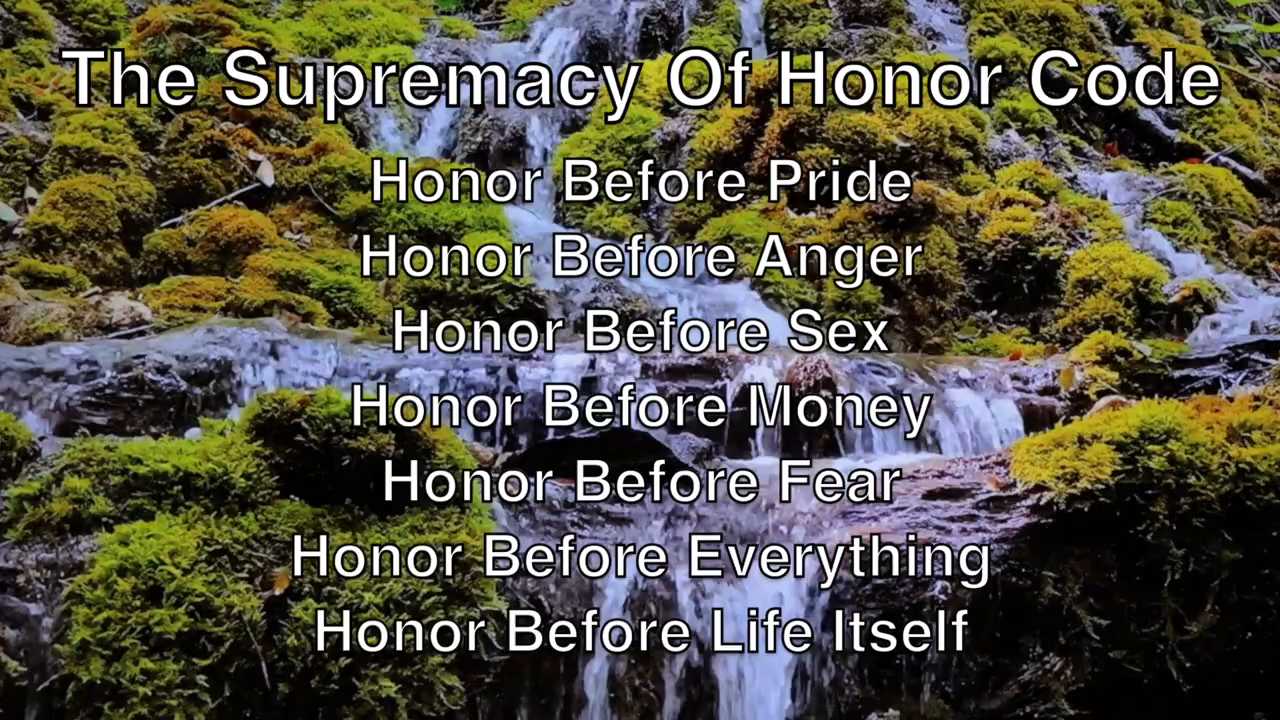 The Supremacy Of Honor Code
Honor Before Pride
Honor Before Anger
Honor Before Sex
Honor Before Money
Honor Before Fear
Honor Before Everything
Honor Before Life Itself